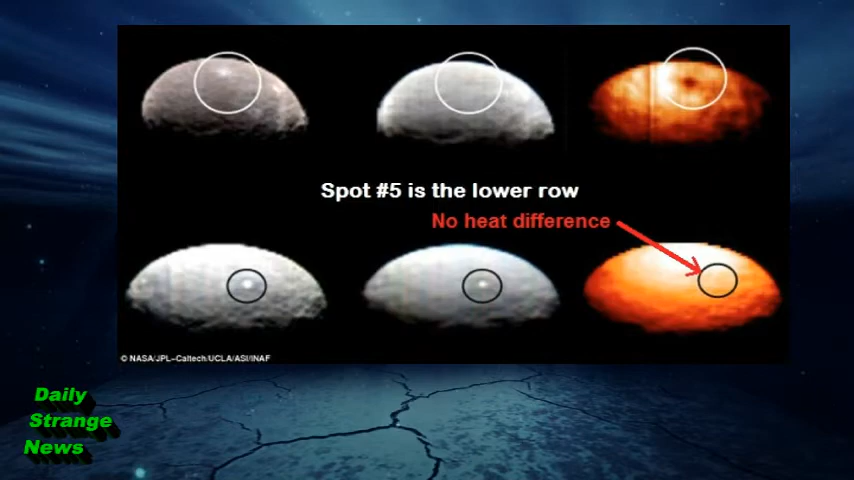 Spot #5 is the lower row
No heat difference
© NASA/JPL-Caltech/UCLA/ASI/INAF
Daily
Strange
News